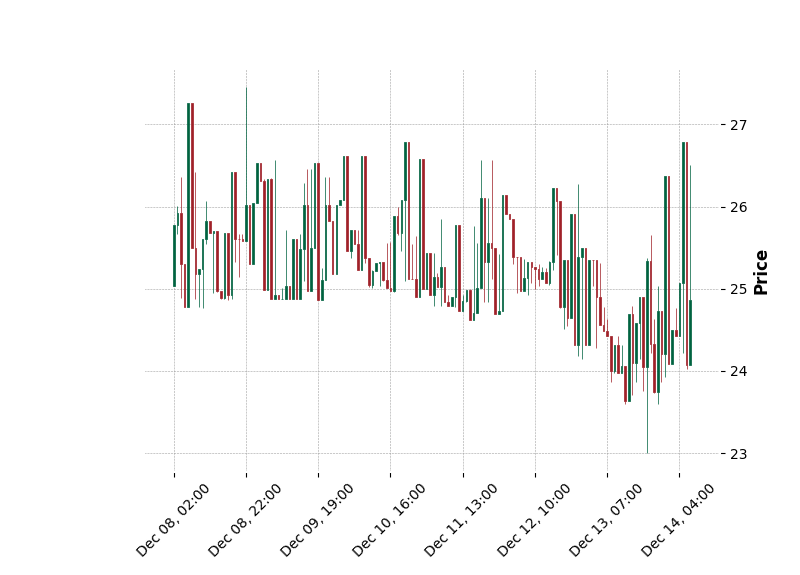 27
26
25
24
23
Price
Dec 08, 02:00
Dec 08, 22:00
Dec 09, 19:00
Dec 10, 16:00
Dec 11, 13:00
Dec 12, 10:00
Dec 13, 07:00
Dec 14, 04:00